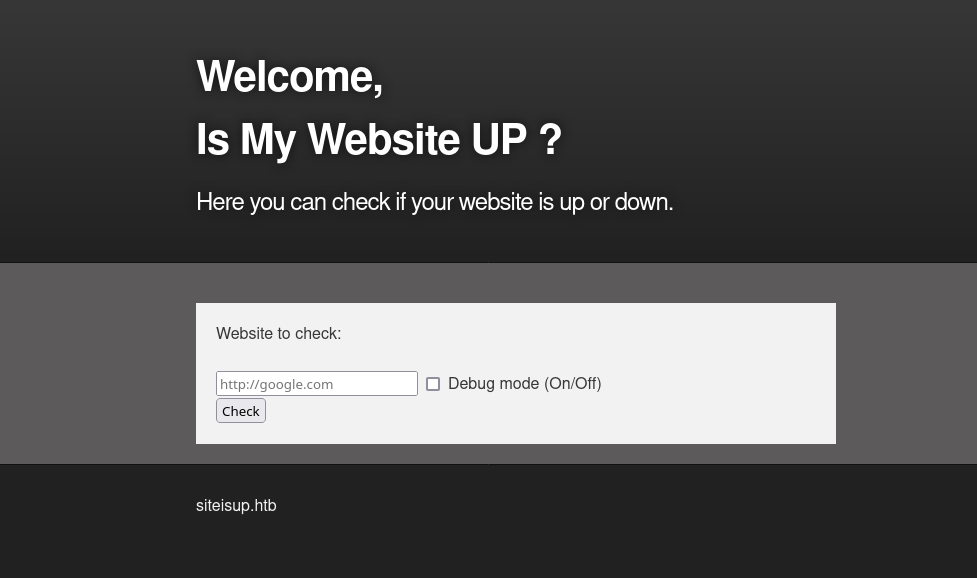 Welcome,
Is My Website UP ?
Here you can check if your website is up or down.
Website to check:
http://google.com Debug mode (On/Off)
Check
siteisup.htb